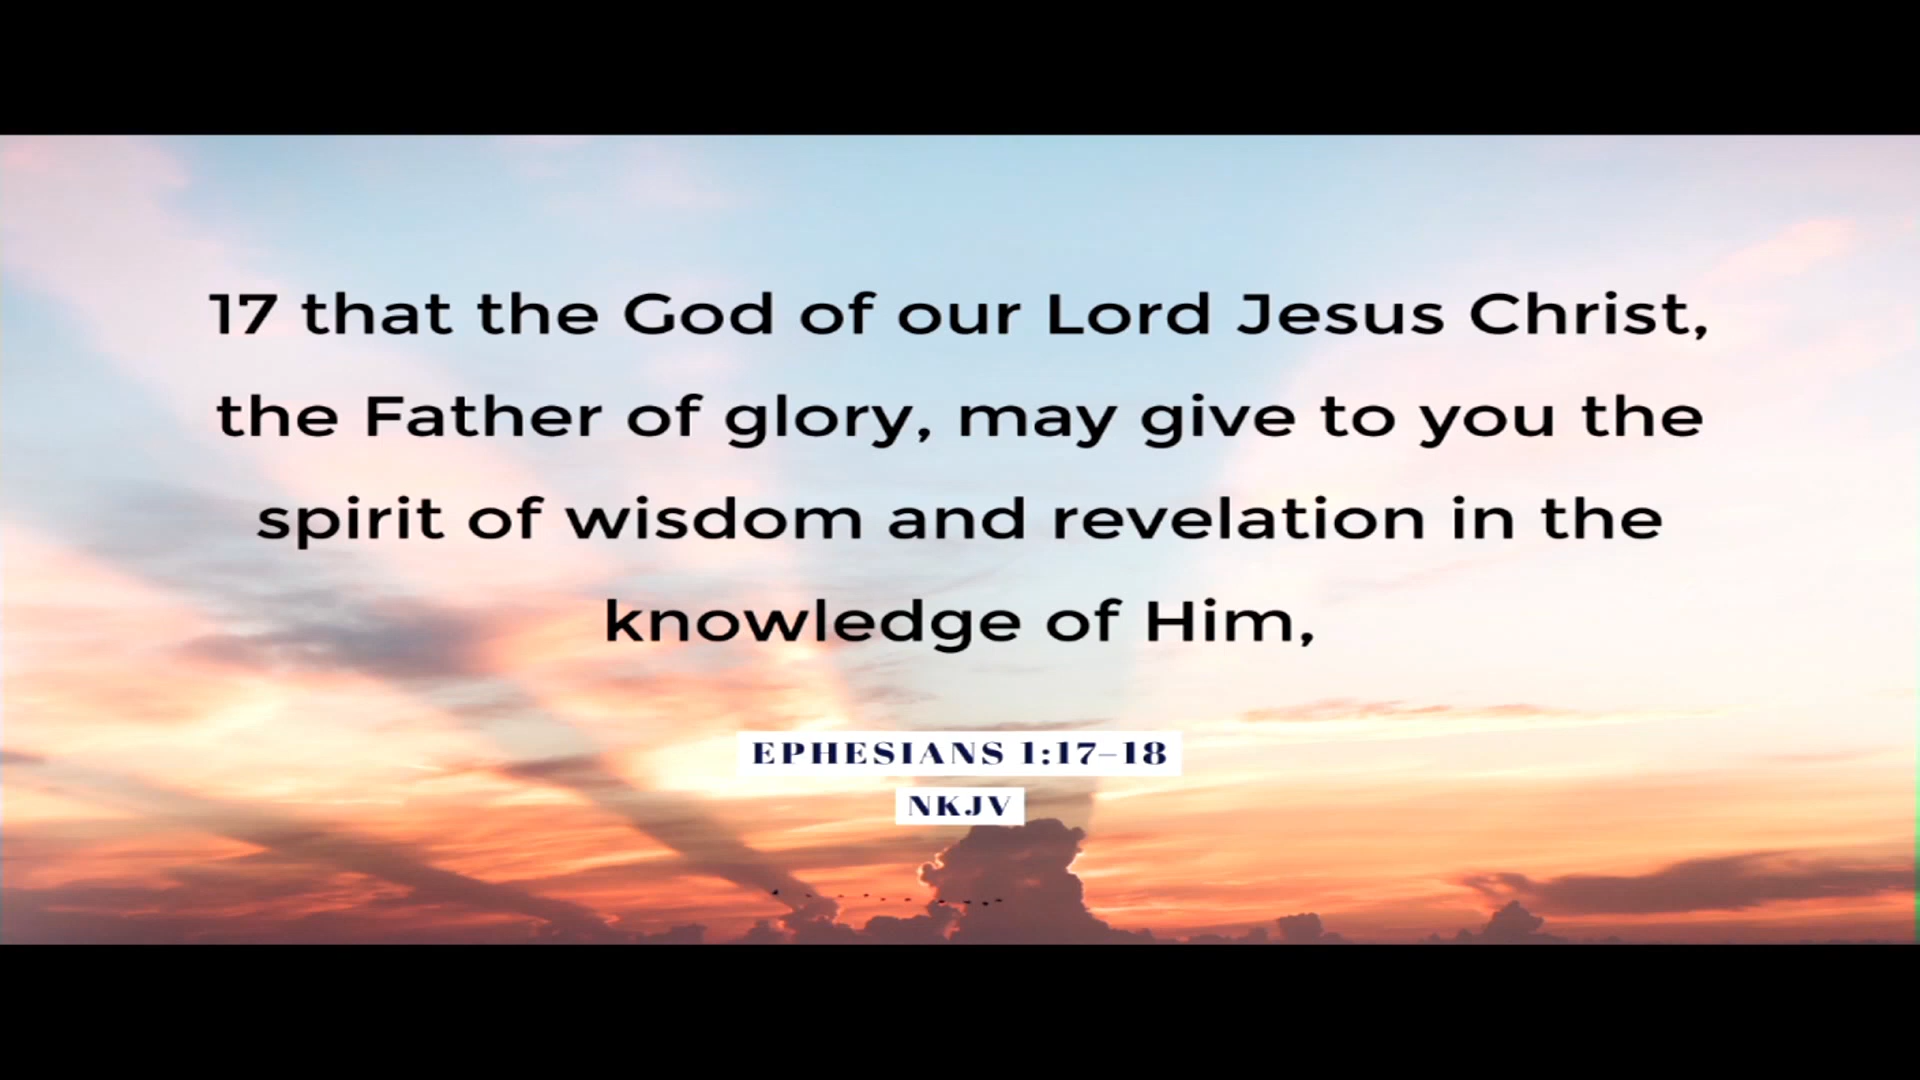 17 that the God of our Lord Jesus Christ,
the Father of glory, may give to you the
spirit of wisdom and revelation in the
knowledge of Him,
EPHESIANS 1:17–18
NKJV